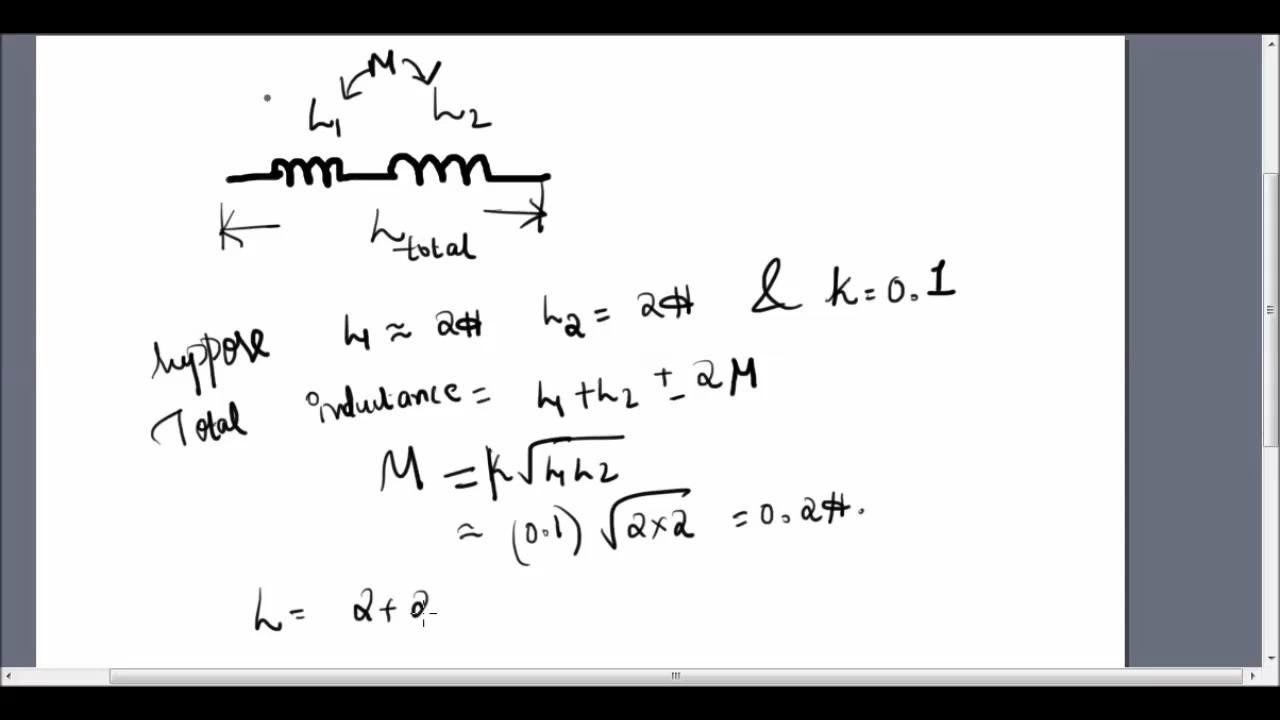 M
L1 L2
Ltotal
Suppose L1 ≈ 2H L2 = 2H & k = 0.1
Total inductance = L1 + L2 ± 2M
M = k√L1L2
≈ (0.1) √2×2 = 0.2H.
L = 2 + 2